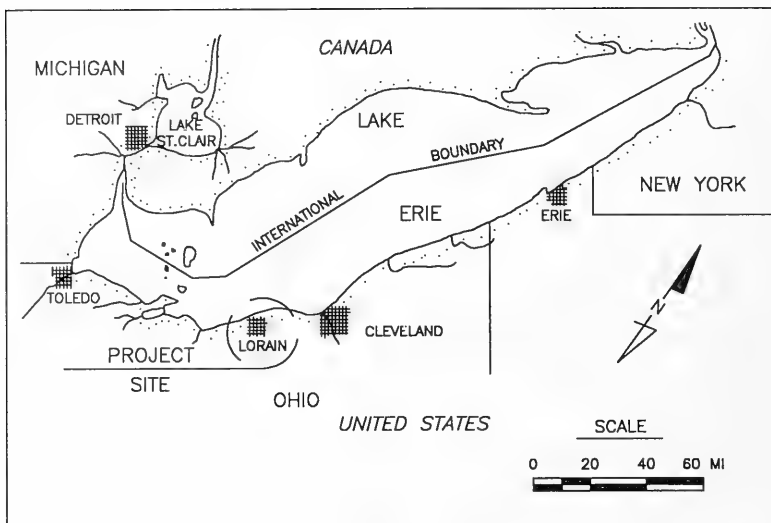 CANADA
MICHIGAN
DETROIT
LAKE
ST.CLAIR
LAKE
INTERNATIONAL
BOUNDARY
ERIE
ERIE
NEW YORK
TOLEDO
LORAIN
CLEVELAND
PROJECT
SITE
OHIO
UNITED STATES
N
SCALE
0 20 40 60 MI